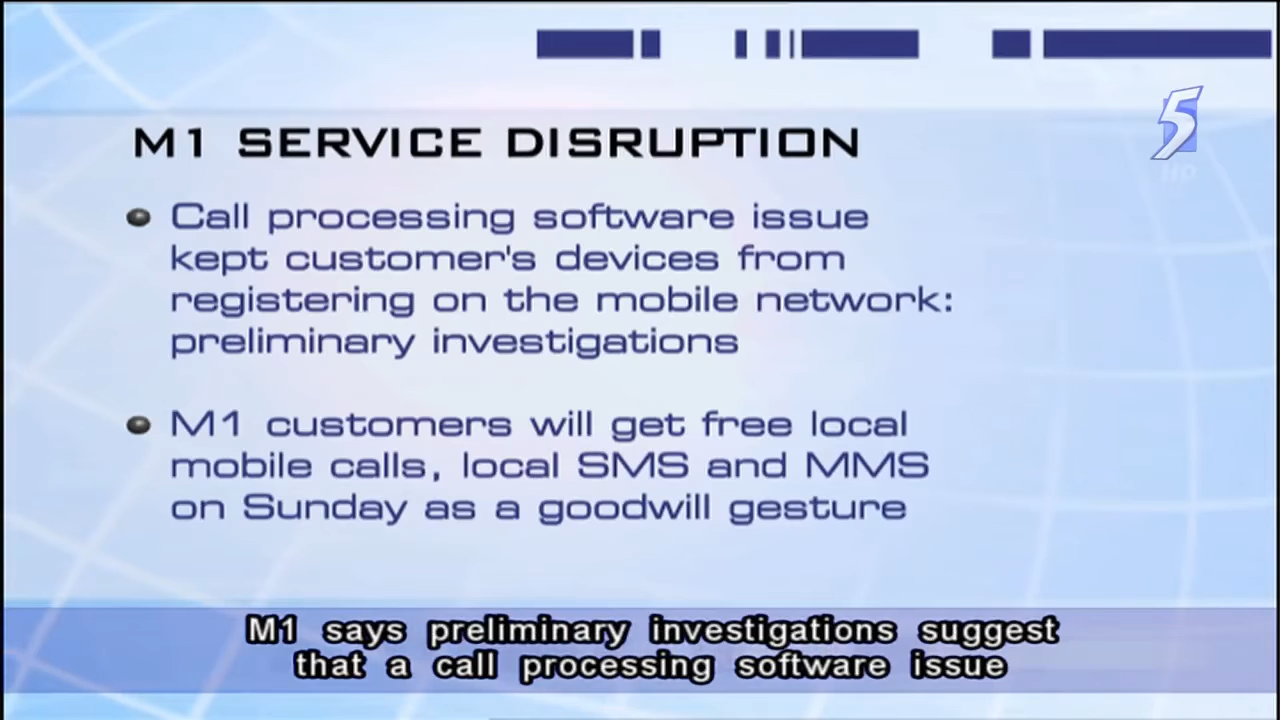 5
HD
M1 SERVICE DISRUPTION
Call processing software issue
kept customer's devices from
registering on the mobile network:
preliminary investigations
M1 customers will get free local
mobile calls, local SMS and MMS
on Sunday as a goodwill gesture
M1 says preliminary investigations suggest
that a call processing software issue